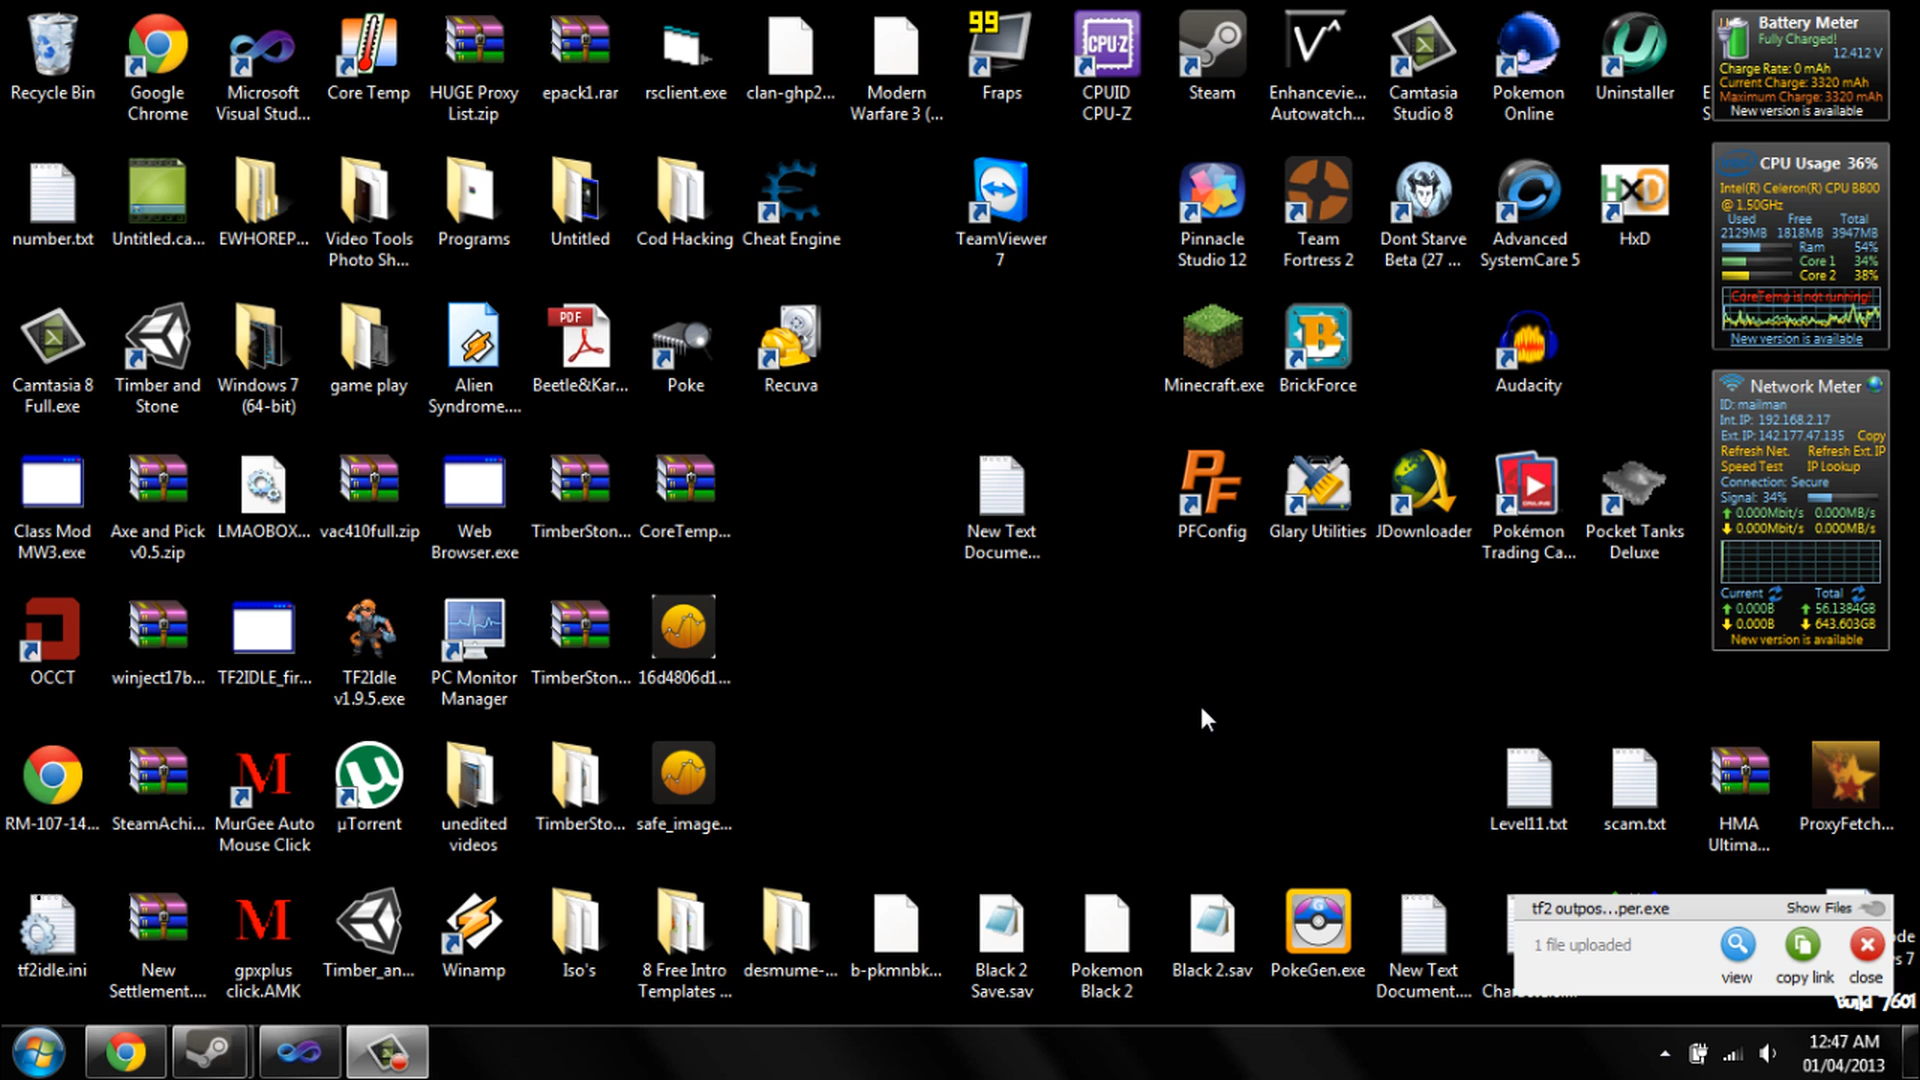 Recycle Bin
Google
Chrome
Microsoft
Visual Stud...
Core Temp
HUGE Proxy
List.zip
epack1.rar
rsclient.exe
clan-ghp2...
Modern
Warfare 3 (...
99
Fraps
CPU-Z
CPUID
CPU-Z
Steam
Enhancevie...
Autowatch...
Camtasia
Studio 8
Pokemon
Online
Uninstaller
E
S
Battery Meter
Fully Charged!
12.412 V
Charge Rate: 0 mAh
Current Charge: 3320 mAh
Maximum Charge: 3320 mAh
New version is available
number.txt
Untitled.ca...
EWHOREP...
Video Tools
Photo Sh...
Programs
Untitled
Cod Hacking
Cheat Engine
TeamViewer
7
Pinnacle
Studio 12
Team
Fortress 2
Dont Starve
Beta (27 ...
Advanced
SystemCare 5
HxD
HxD
CPU Usage 36%
Intel(R) Celeron(R) CPU B800
@ 1.50GHz
Used Free Total
2129MB 1818MB 3947MB
Ram 54%
Core 1 34%
Core 2 38%
CoreTemp is not running!
New version is available
Camtasia 8
Full.exe
Timber and
Stone
Windows 7
(64-bit)
game play
Alien
Syndrome....
PDF
Beetle&Kar...
Poke
Recuva
Minecraft.exe
B
BrickForce
Audacity
Network Meter
ID: mailman
Int. IP: 192.168.2.17
Ext. IP: 142.177.47.135 Copy
Refresh Net. Refresh Ext. IP
Speed Test IP Lookup
Connection: Secure
Signal: 34%
0.000Mbit/s 0.000MB/s
0.000Mbit/s 0.000MB/s
Current Total
0.000B 56.1384GB
0.000B 643.603GB
New version is available
Class Mod
MW3.exe
Axe and Pick
v0.5.zip
LMAOBOX...
vac410full.zip
Web
Browser.exe
TimberSton...
CoreTemp...
New Text
Docume...
PF
PFConfig
Glary Utilities
JDownloader
ONLINE
Pokémon
Trading Ca...
Pocket Tanks
Deluxe
OCCT
winject17b...
TF2IDLE_fir...
TF2Idle
v1.9.5.exe
PC Monitor
Manager
TimberSton...
16d4806d1...
RM-107-14...
SteamAchi...
M
MurGee Auto
Mouse Click
µTorrent
unedited
videos
TimberSto...
safe_image...
Level11.txt
scam.txt
HMA
Ultima...
ProxyFetch...
tf2idle.ini
New
Settlement....
M
gpxplus
click.AMK
Timber_an...
Winamp
Iso's
8 Free Intro
Templates ...
desmume-...
b-pkmnbk...
Black 2
Save.sav
Pokemon
Black 2
Black 2.sav
G
PokeGen.exe
New Text
Document....
tf2 outpos...per.exe
Show Files
1 file uploaded
view
copy link
close
Build 7601
12:47 AM
01/04/2013